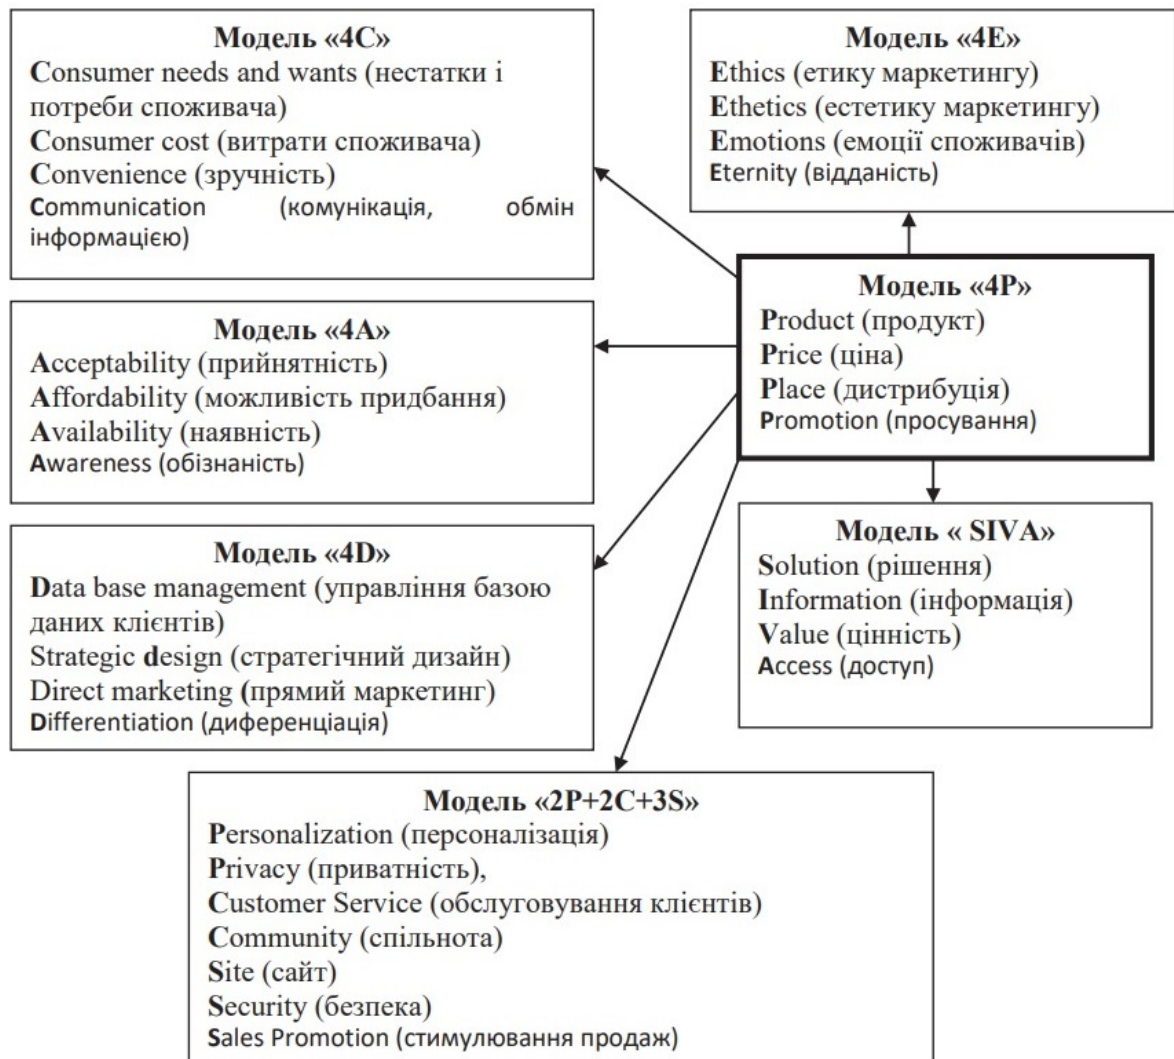 Модель «4С»
Consumer needs and wants (нестатки і
потреби споживача)
Consumer cost (витрати споживача)
Convenience (зручність)
Communication (комунікація, обмін
інформацією)
Модель «4E»
Ethics (етику маркетингу)
Ethetics (естетику маркетингу)
Emotions (емоції споживачів)
Eternity (відданість)
Модель «4P»
Product (продукт)
Price (ціна)
Place (дистрибуція)
Promotion (просування)
Модель «4A»
Acceptability (прийнятність)
Affordability (можливість придбання)
Availability (наявність)
Awareness (обізнаність)
Модель «4D»
Data base management (управління базою
даних клієнтів)
Strategic design (стратегічний дизайн)
Direct marketing (прямий маркетинг)
Differentiation (диференціація)
Модель « SIVA»
Solution (рішення)
Information (інформація)
Value (цінність)
Access (доступ)
Модель «2P+2C+3S»
Personalization (персоналізація)
Privacy (приватність),
Customer Service (обслуговування клієнтів)
Community (спільнота)
Site (сайт)
Security (безпека)
Sales Promotion (стимулювання продаж)